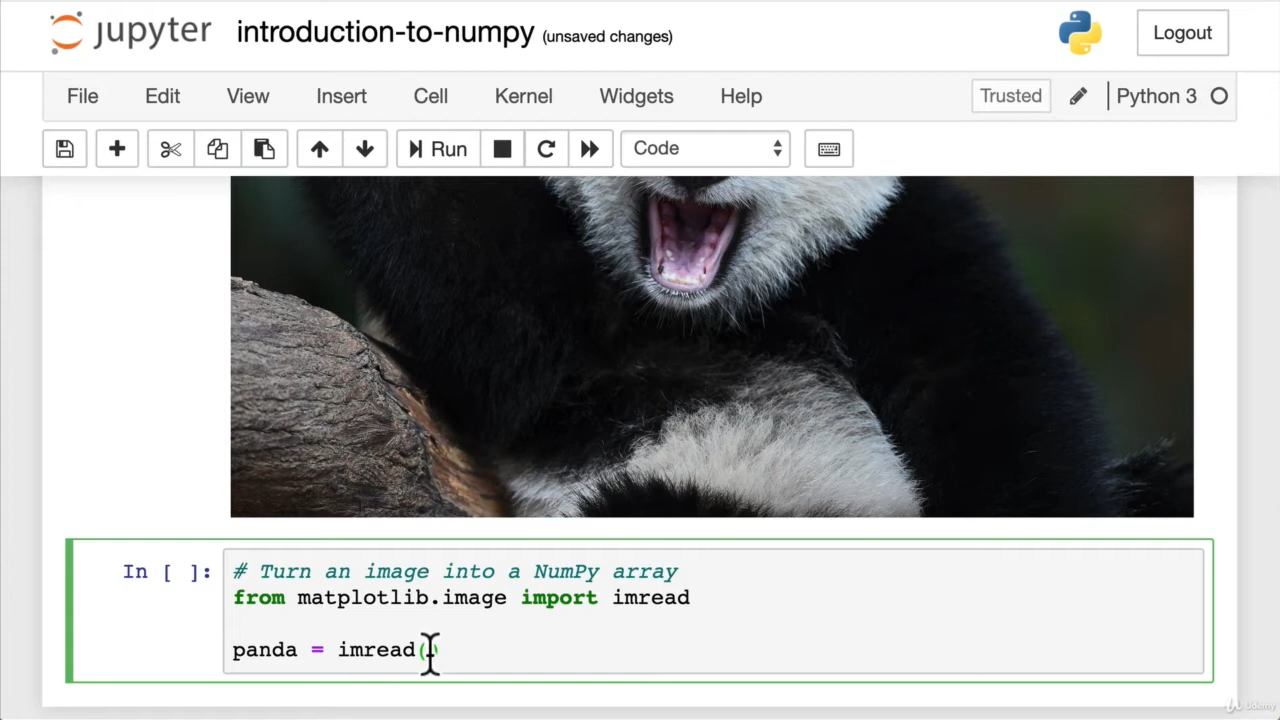 jupyter introduction-to-numpy (unsaved changes) Logout
File Edit View Insert Cell Kernel Widgets Help Trusted Python 3
Run Code
In [ ]: # Turn an image into a NumPy array
from matplotlib.image import imread
panda = imread()
Udemy